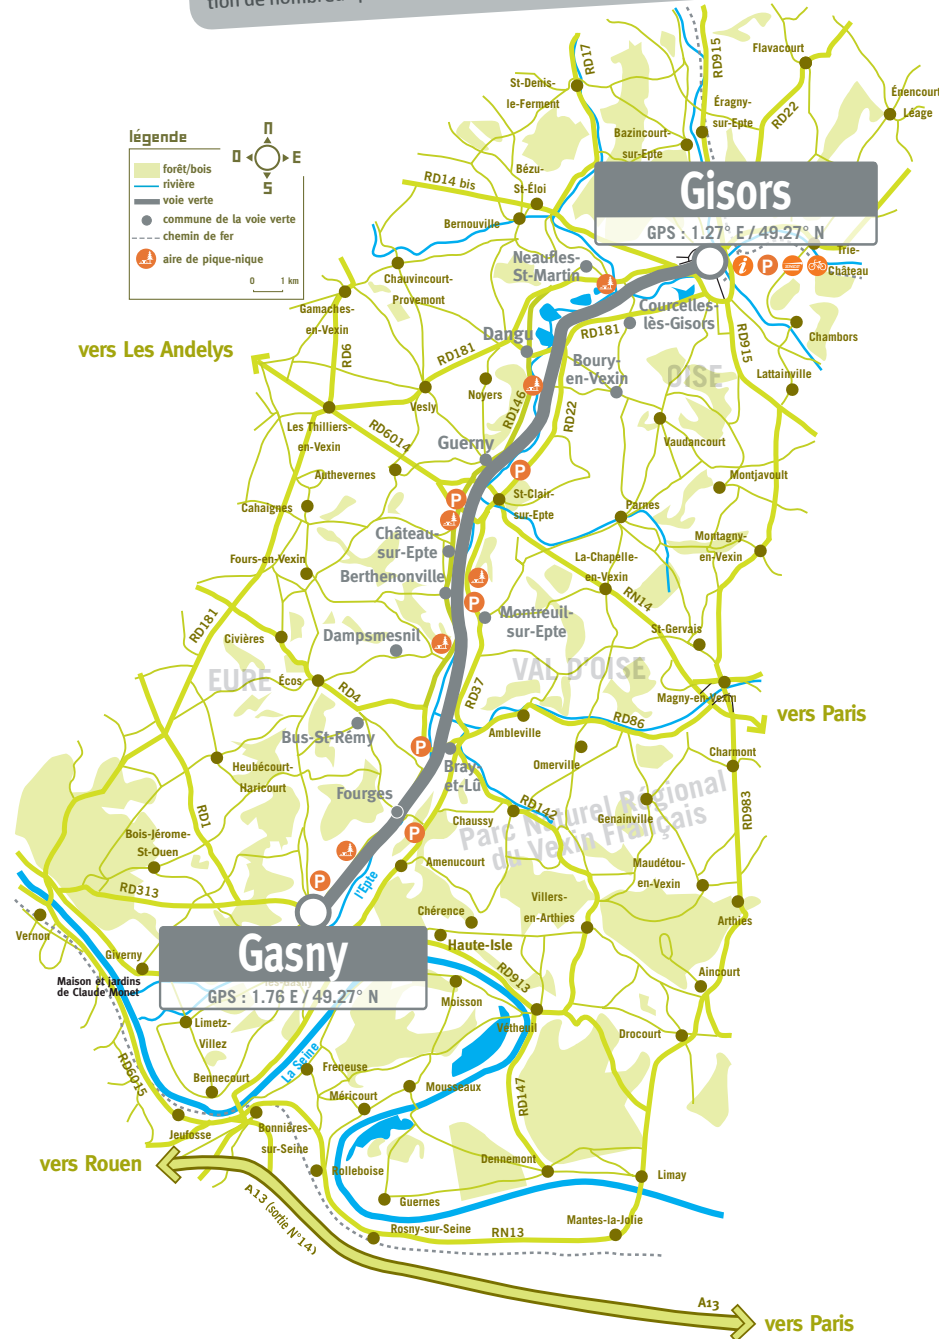 RD17
RD915
Flavacourt
St-Denis-
le-Ferment
RD22
Énencourt
Léage
Éragny-
sur-Epte
Bazincourt-
sur-Epte
légende
N
O
E
S
forêt/bois
rivière
voie verte
commune de la voie verte
chemin de fer
aire de pique-nique
0 1 km
RD14 bis
Bézu-
St-Éloi
Bernouville
Gisors
GPS : 1.27° E / 49.27° N
Trie-
Château
i
P
Neaufles-
St-Martin
Chauvincourt-
Provemont
Gamaches-
en-Vexin
Courcelles-
lès-Gisors
Chambors
Dangu
RD181
RD915
vers Les Andelys
RD6
RD181
Boury-
en-Vexin
OISE
Lattainville
Noyers
Vesly
RD146
RD22
Les Thilliers-
en-Vexin
RD6014
Guerny
Vaudancourt
Authevernes
P
Montjavoult
Cahaignes
P
St-Clair-
sur-Epte
Parnes
Château-
sur-Epte
Montagny-
en-Vexin
Fours-en-Vexin
La-Chapelle-
en-Vexin
Berthenonville
RN14
P
Montreuil-
sur-Epte
RD181
Civières
Dampsmesnil
St-Gervais
EURE
VAL D'OISE
Écos
RD4
RD37
Magny-en-Vexin
vers Paris
Bus-St-Rémy
Ambleville
RD86
P
Bray-
et-Lû
Omerville
Charmont
Heubécourt-
Haricourt
Fourges
RD142
Genainville
RD983
Parc Naturel Régional
du Vexin Français
RD1
Chaussy
P
Bois-Jérome-
St-Ouen
Amenucourt
Maudétou-
en-Vexin
P
l'Epte
RD313
Villers-
en-Arthies
Chérence
Arthies
Vernon
Haute-Isle
Giverny
Gasny
GPS : 1.76 E / 49.27° N
Maison et jardins
de Claude Monet
RD913
Aincourt
Moisson
Limetz-
Villez
Vétheuil
Drocourt
La Seine
RD6015
Freneuse
Bennecourt
Mousseaux
Méricourt
RD147
Jeufosse
Bonnières-
sur-Seine
vers Rouen
Rolleboise
Dennemont
Limay
A13 (sortie N°14)
Guernes
Rosny-sur-Seine
RN13
Mantes-la-Jolie
A13
vers Paris